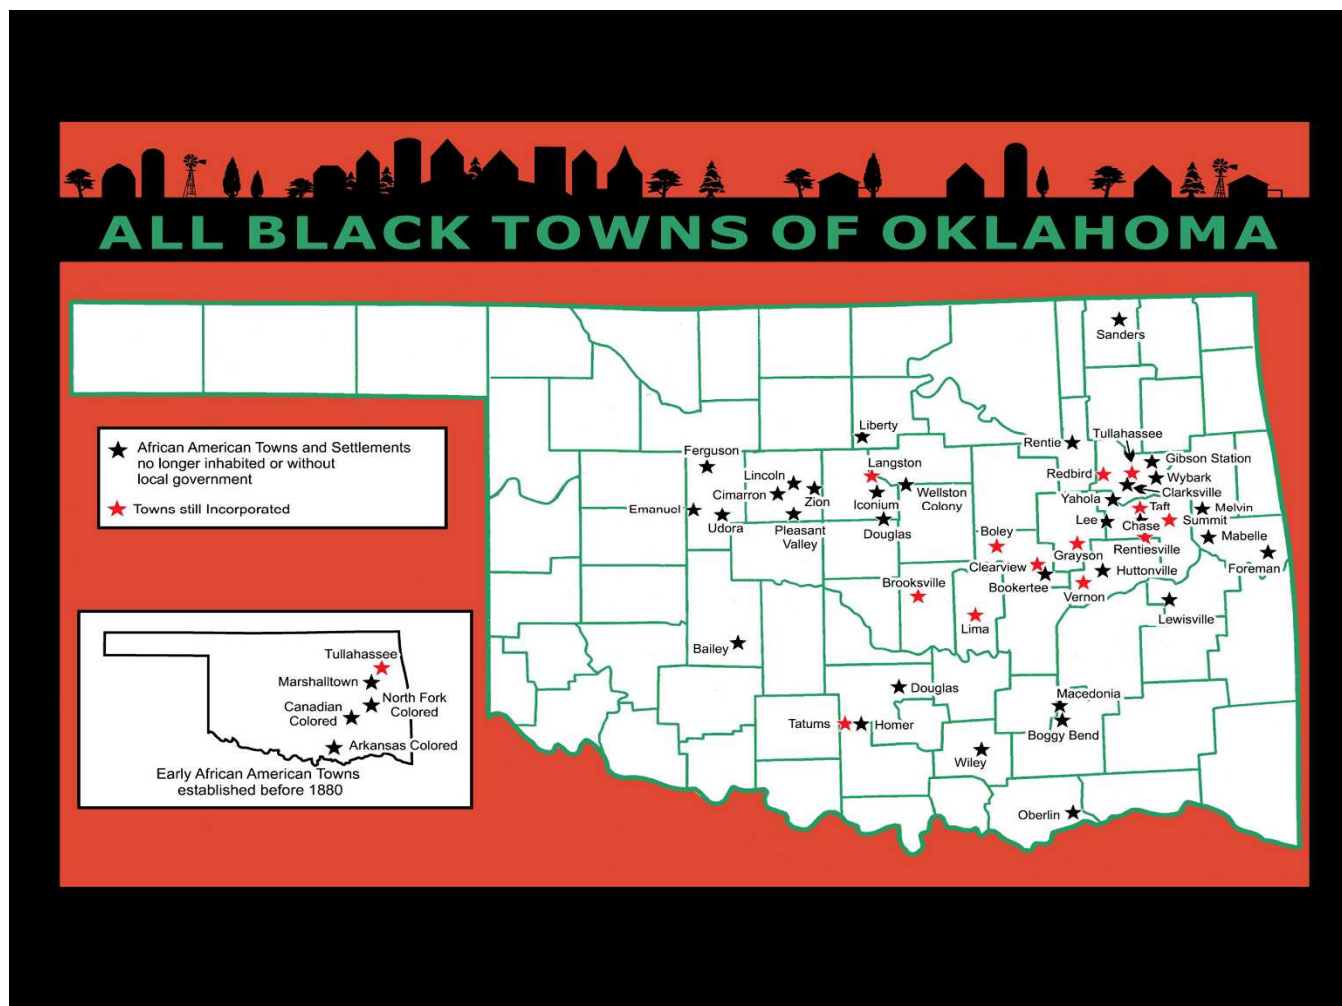 ALL BLACK TOWNS OF OKLAHOMA
African American Towns and Settlements
no longer inhabited or without
local government
Towns still Incorporated
Sanders
Liberty
Rentie
Tullahassee
Ferguson
Langston
Gibson Station
Redbird
Wybark
Lincoln
Cimarron
Zion
Wellston
Colony
Iconium
Clarksville
Yahola
Emanuel
Udora
Pleasant
Valley
Douglas
Taft
Melvin
Lee
Chase
Summit
Boley
Mabelle
Grayson
Rentiesville
Clearview
Foreman
Huttonville
Bookertee
Brooksville
Vernon
Lewisville
Lima
Bailey
Douglas
Macedonia
Tatums
Homer
Boggy Bend
Wiley
Oberlin
Tullahassee
Marshalltown
North Fork
Colored
Canadian
Colored
Arkansas Colored
Early African American Towns
established before 1880